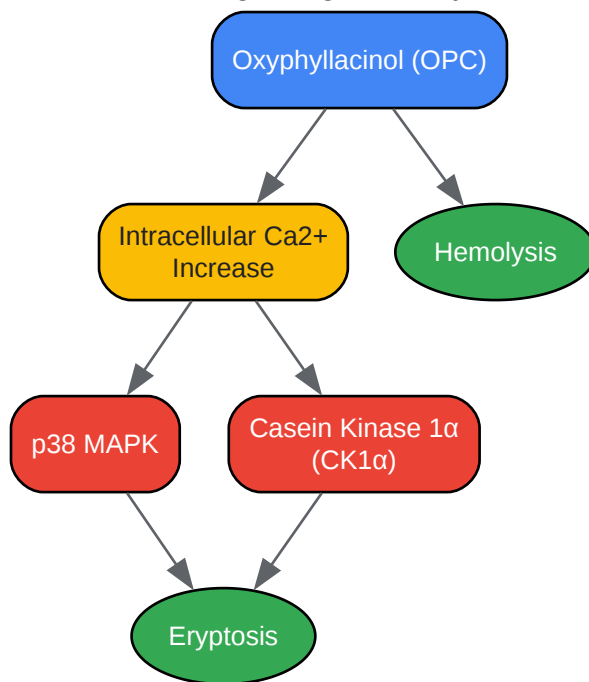 Oxyphyllacinol (OPC)
Intracellular Ca2+
Increase
Hemolysis
p38 MAPK
Casein Kinase 1α
(CK1α)
Eryptosis